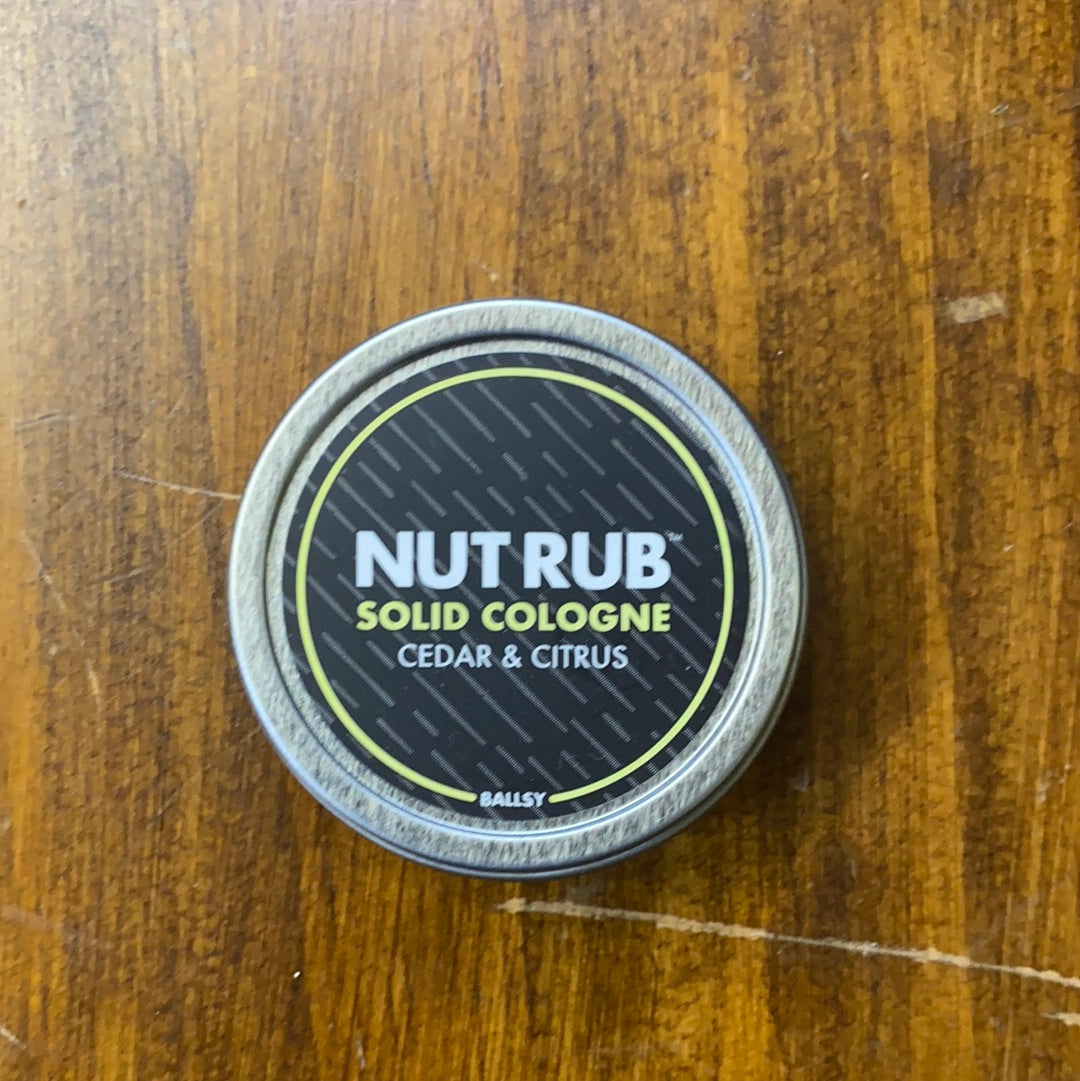 NUT RUB™
SOLID COLOGNE
CEDAR & CITRUS
BALLSY